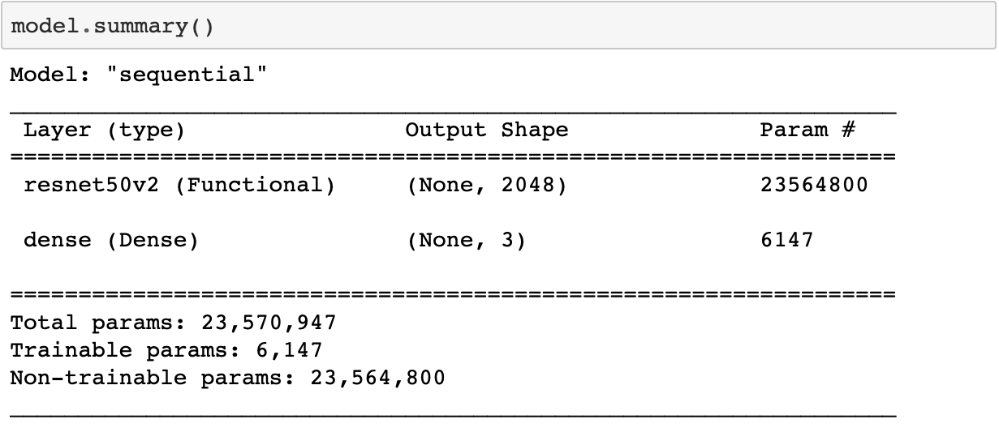 model.summary()
Model: "sequential"
_________________________________________________________________
Layer (type) Output Shape Param #
=================================================================
resnet50v2 (Functional) (None, 2048) 23564800
dense (Dense) (None, 3) 6147
=================================================================
Total params: 23,570,947
Trainable params: 6,147
Non-trainable params: 23,564,800
_________________________________________________________________